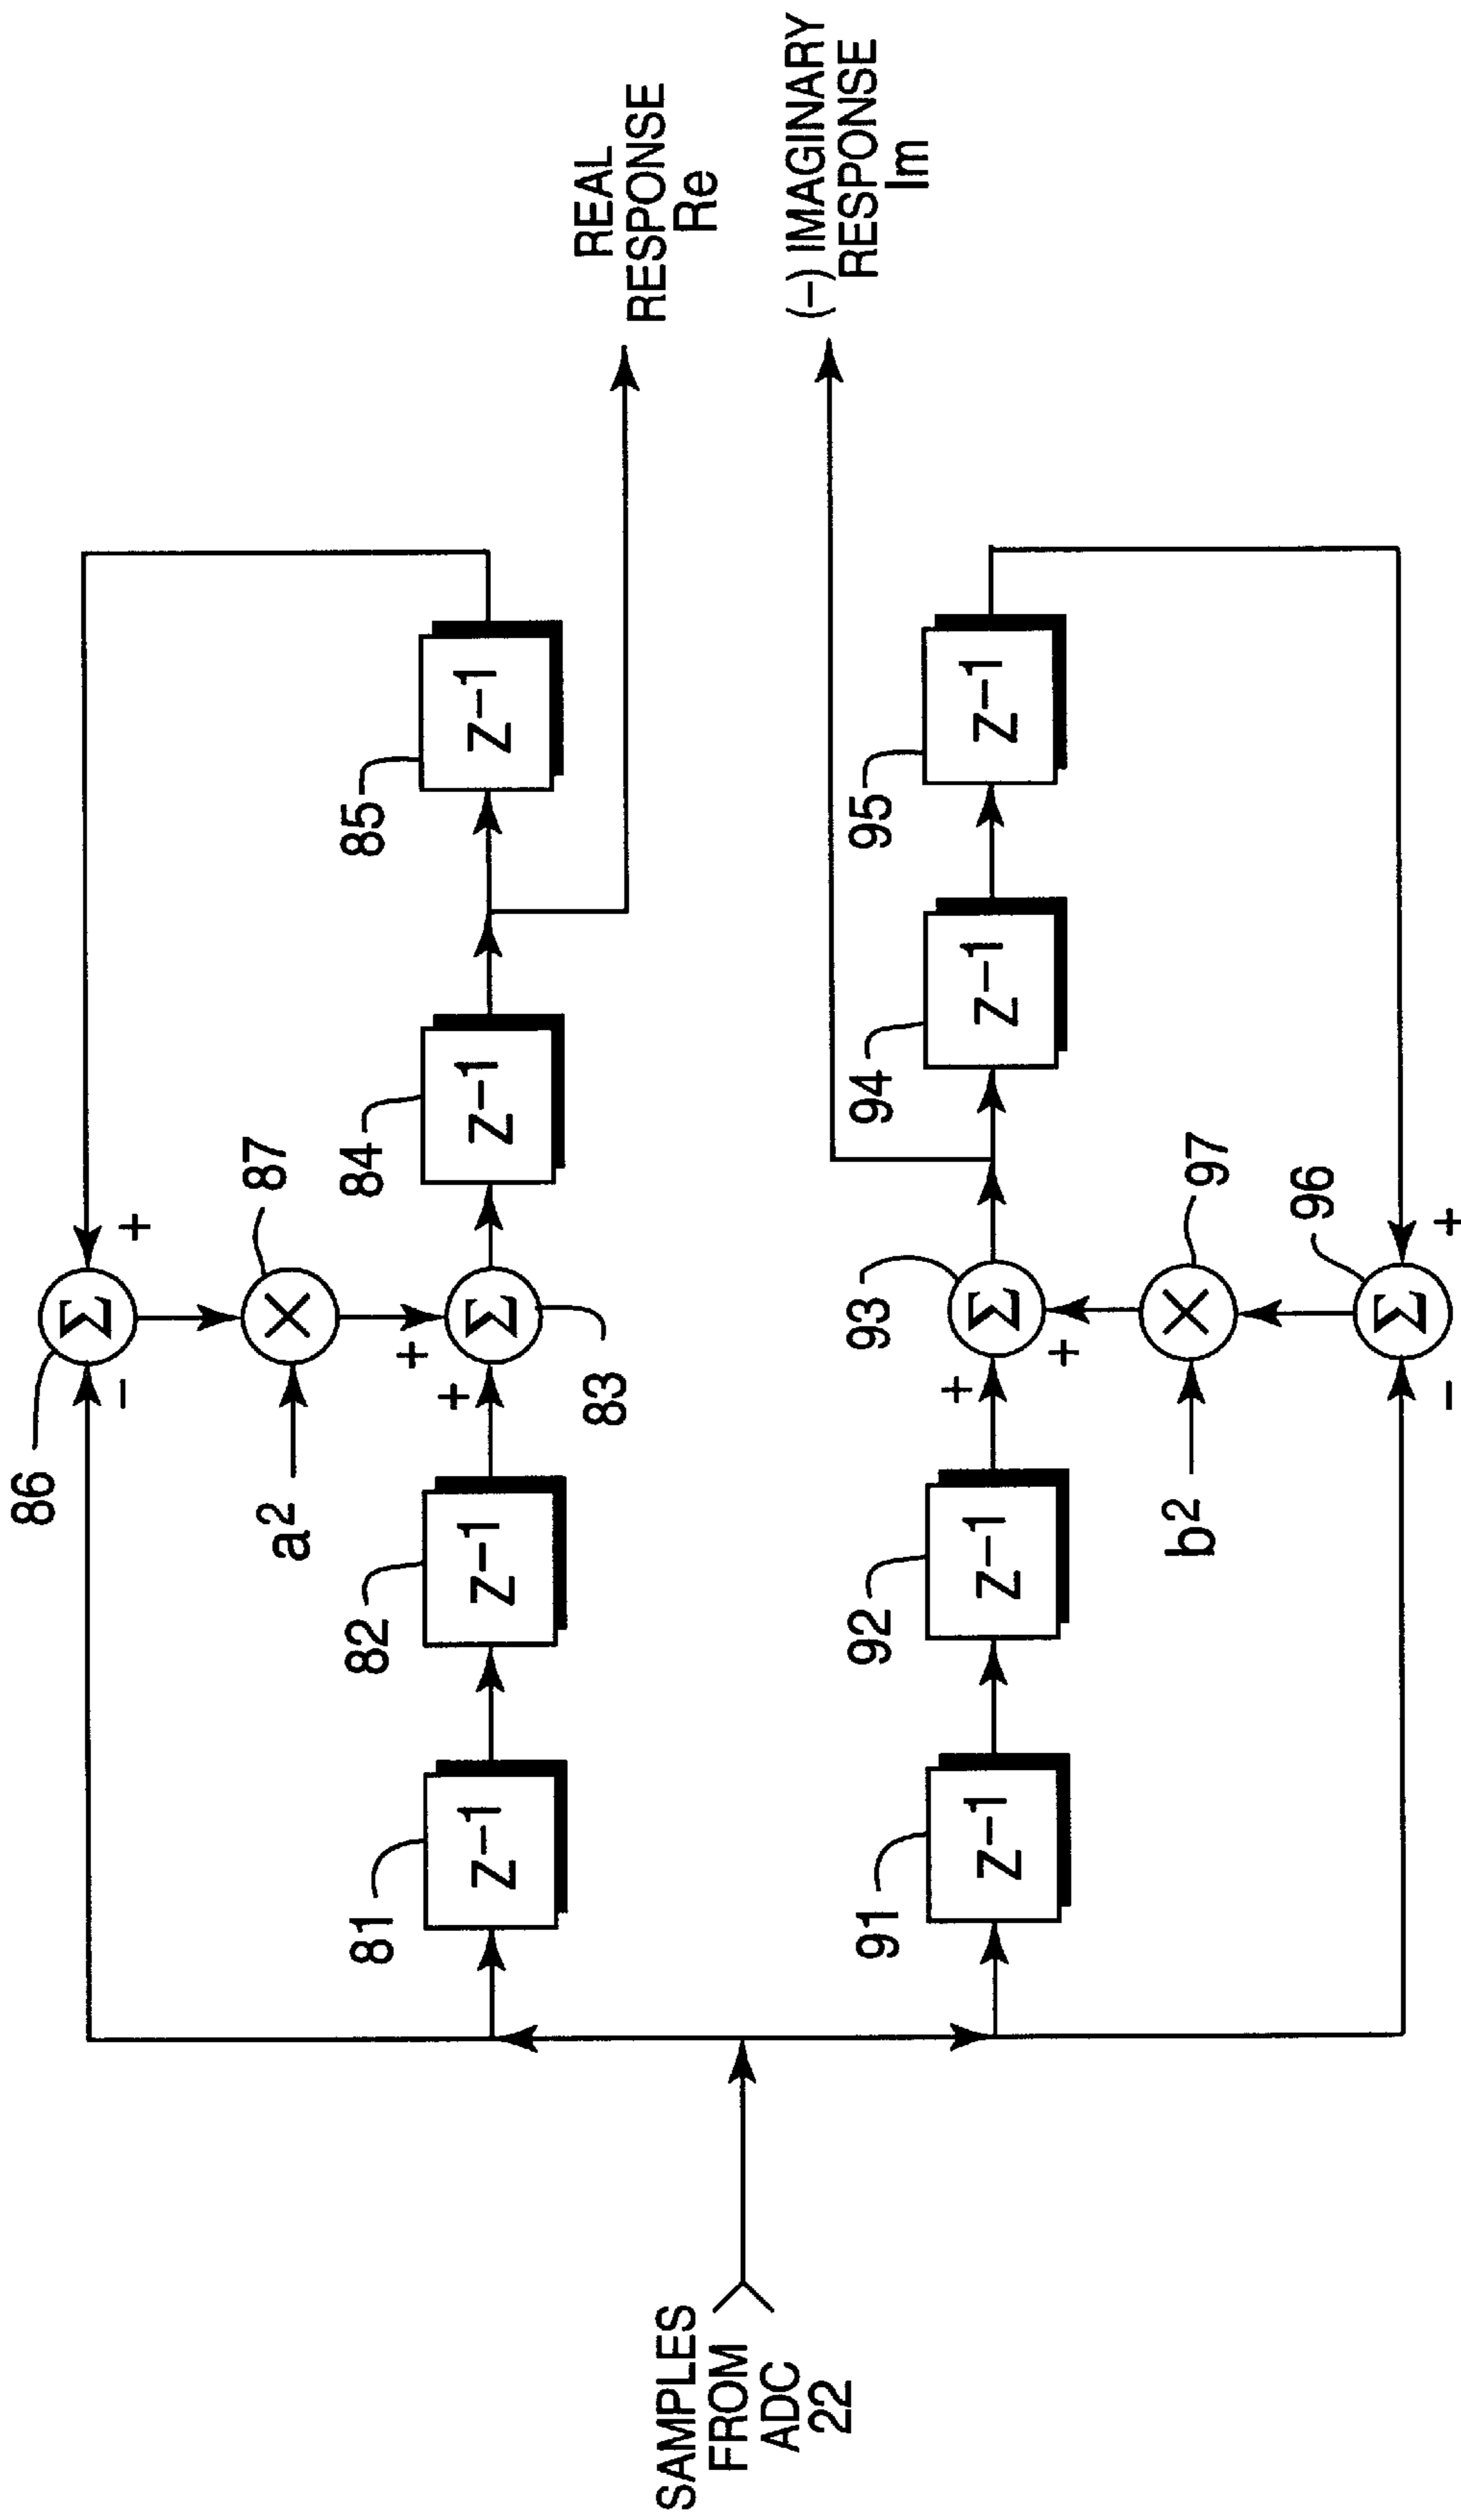 SAMPLES
FROM
ADC
22
86
+
−
a²
87
+
+
83
81
z⁻¹
82
z⁻¹
84
z⁻¹
85
z⁻¹
Σ
×
Σ
REAL
RESPONSE
Re
(−) IMAGINARY
RESPONSE
Im
91
z⁻¹
92
z⁻¹
93
Σ
+
+
94
z⁻¹
95
z⁻¹
b²
×
97
96
Σ
−
+